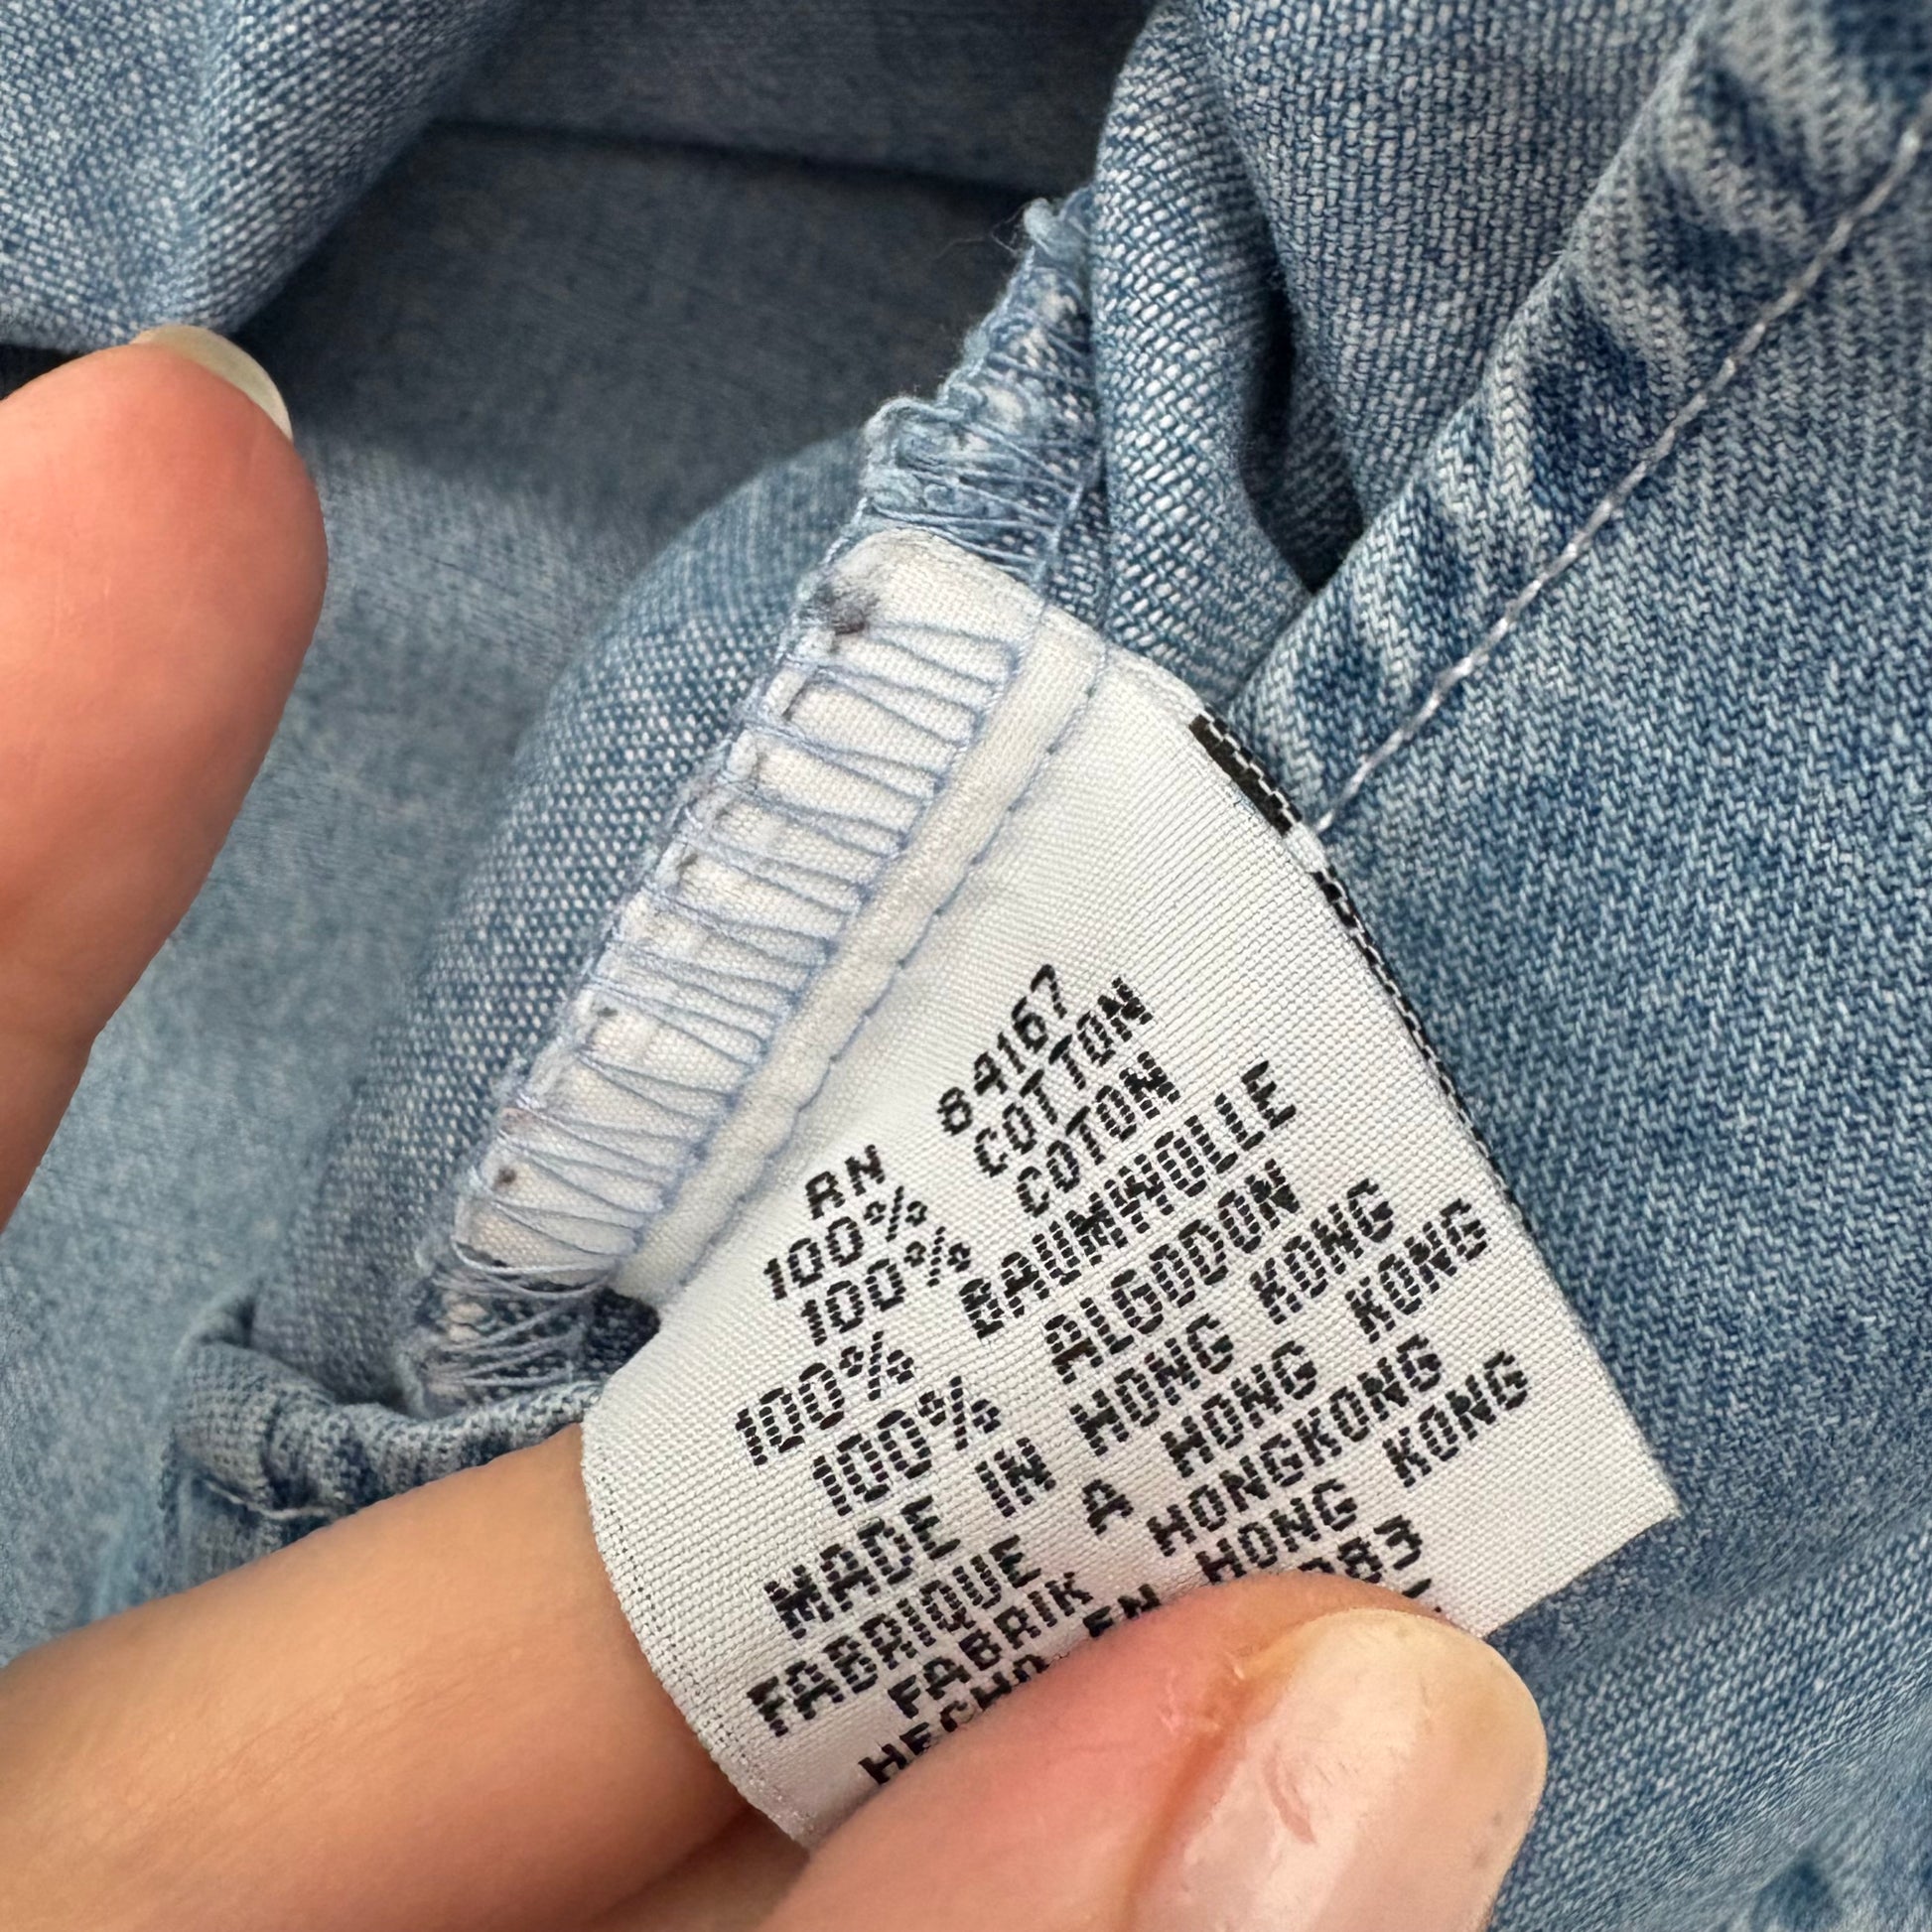 RN 84167
100% COTTON
100% COTON
100% BAUMWOLLE
100% ALGODON
MADE IN HONG KONG
FABRIQUE A HONG KONG
FABRIK HONGKONG
HECHO EN HONG KONG